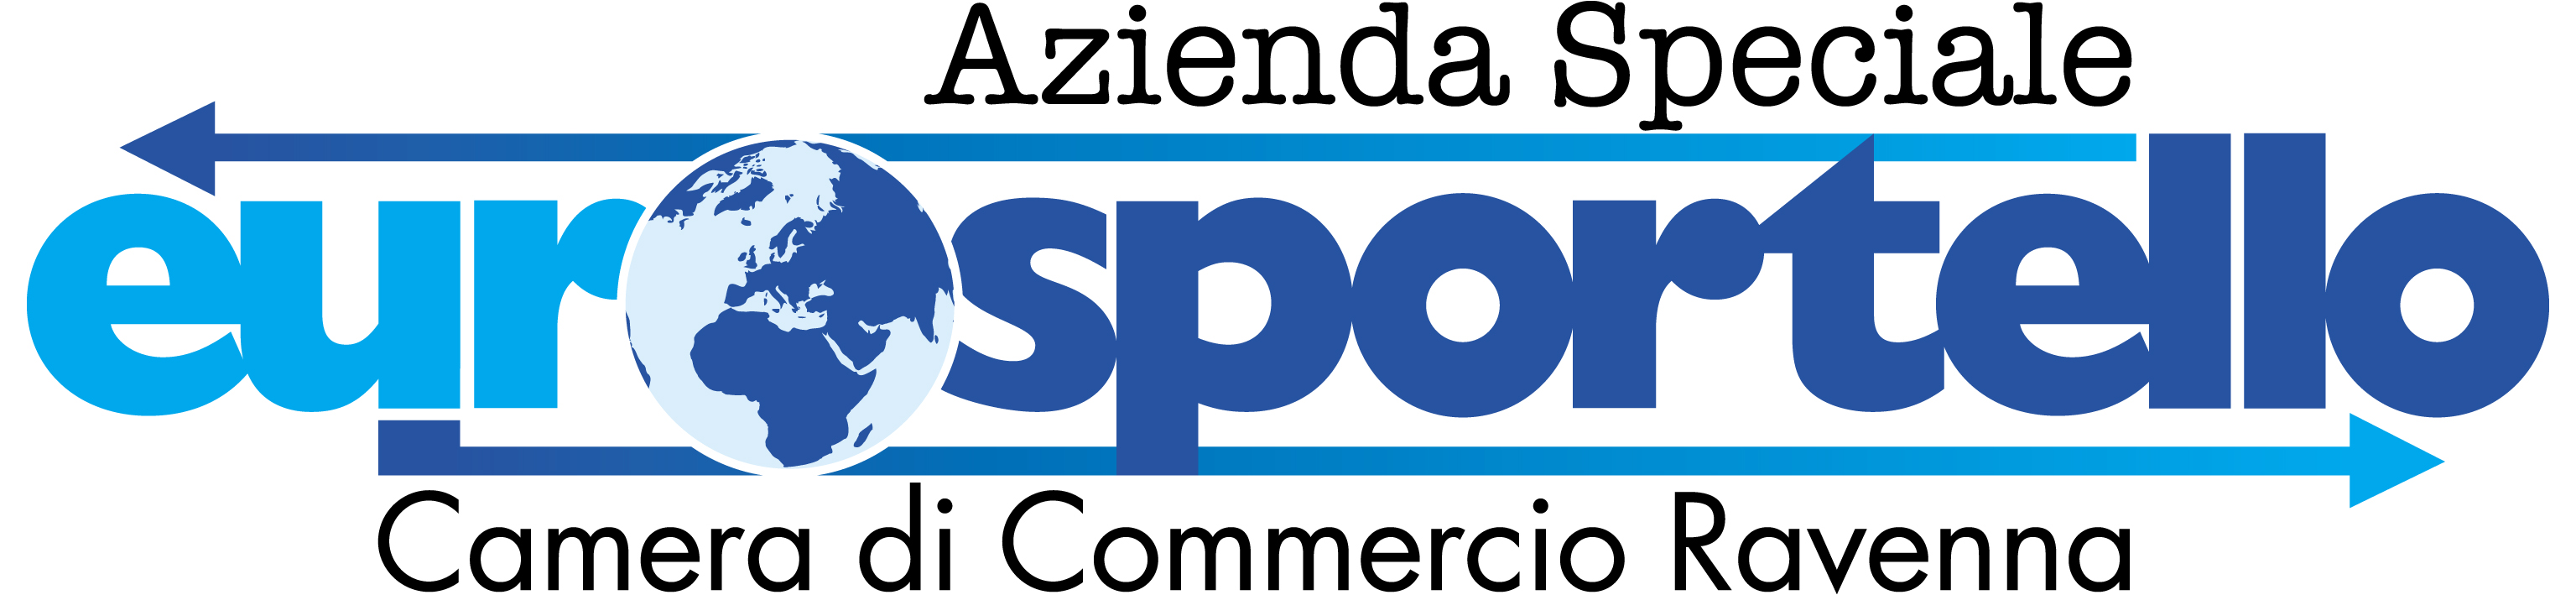 Azienda Speciale
eurosportello
Camera di Commercio Ravenna